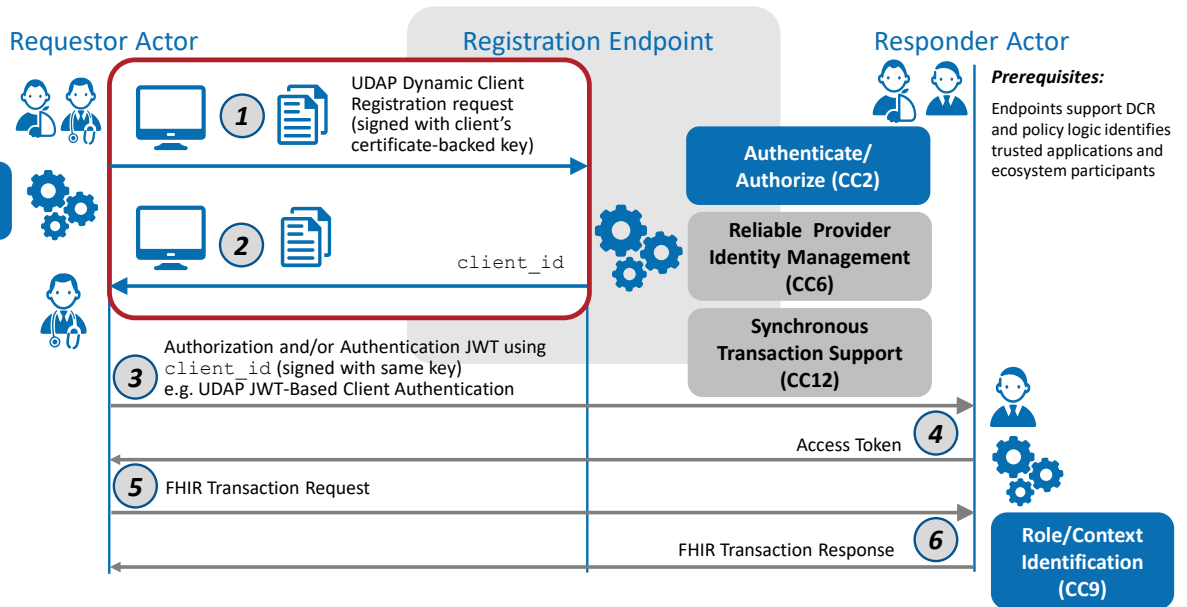 Requestor Actor
Registration Endpoint
Responder Actor
1
UDAP Dynamic Client
Registration request
(signed with client's
certificate-backed key)
Prerequisites:
Endpoints support DCR
and policy logic identifies
trusted applications and
ecosystem participants
Authenticate/
Authorize (CC2)
2
client_id
Reliable Provider
Identity Management
(CC6)
Synchronous
Transaction Support
(CC12)
3
Authorization and/or Authentication JWT using
client_id (signed with same key)
e.g. UDAP JWT-Based Client Authentication
4
Access Token
5
FHIR Transaction Request
6
FHIR Transaction Response
Role/Context
Identification
(CC9)